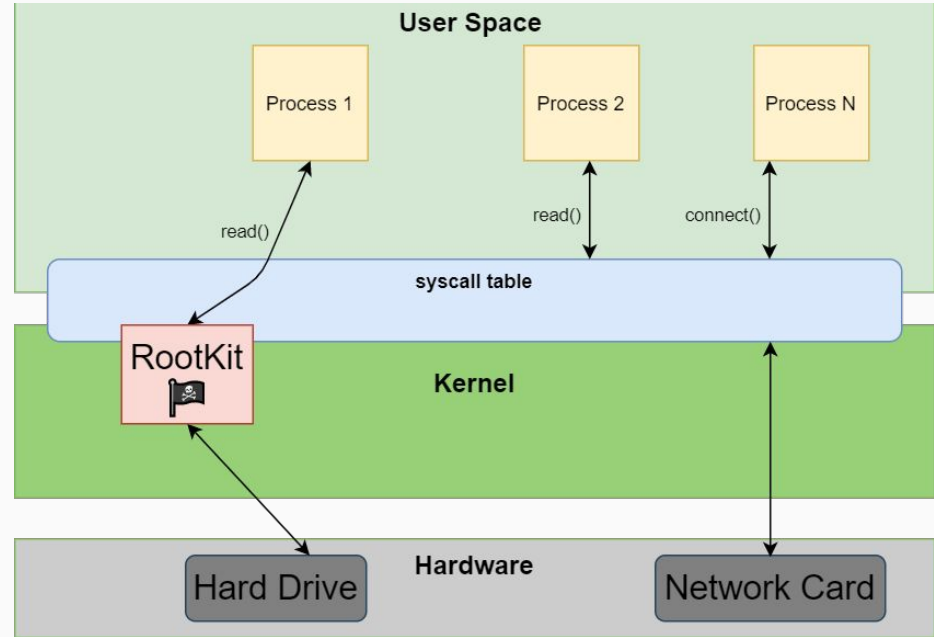 User Space
Process 1
Process 2
Process N
read()
read()
connect()
syscall table
RootKit
Kernel
Hardware
Hard Drive
Network Card